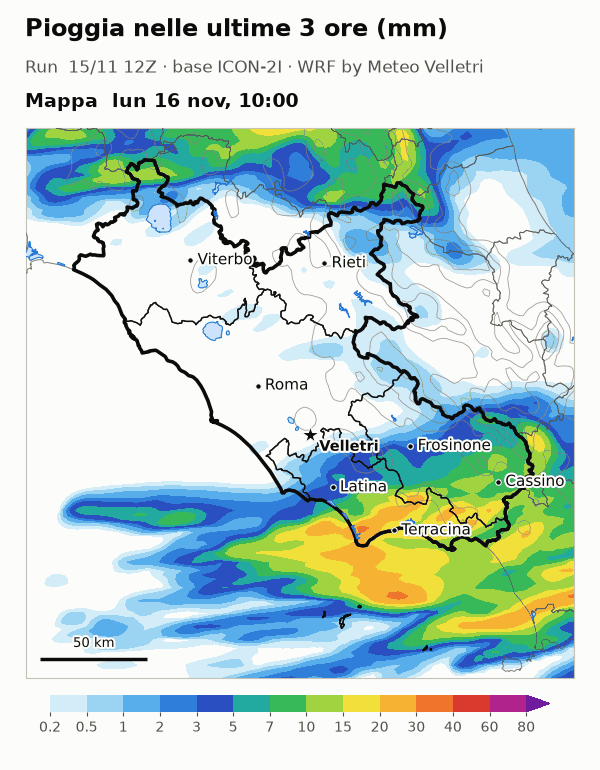 Pioggia nelle ultime 3 ore (mm)
Run  15/11 12Z · base ICON-2I · WRF by Meteo Velletri
Mappa  lun 16 nov, 10:00
Viterbo
Rieti
Roma
Velletri
Frosinone
Latina
Cassino
Terracina
50 km
0.2 0.5 1 2 3 5 7 10 15 20 30 40 60 80